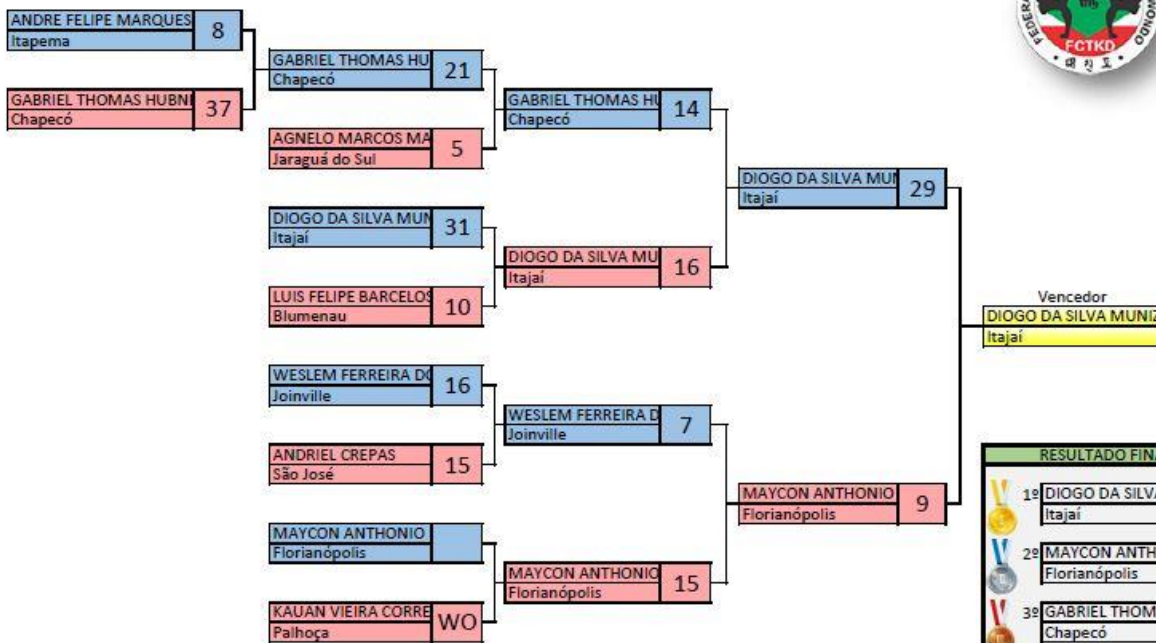 ANDRE FELIPE MARQUES 8
Itapema
GABRIEL THOMAS HUBNI 37
Chapecó
GABRIEL THOMAS HU 21
Chapecó
AGNELO MARCOS MA 5
Jaraguá do Sul
DIOGO DA SILVA MUN 31
Itajaí
LUIS FELIPE BARCELOS 10
Blumenau
WESLEM FERREIRA DO 16
Joinville
ANDRIEL CREPAS 15
São José
MAYCON ANTHONIO
Florianópolis
KAUAN VIEIRA CORRE WO
Palhoça
GABRIEL THOMAS HU 14
Chapecó
DIOGO DA SILVA MU 16
Itajaí
WESLEM FERREIRA D 7
Joinville
MAYCON ANTHONIO 15
Florianópolis
DIOGO DA SILVA MUN 29
Itajaí
MAYCON ANTHONIO 9
Florianópolis
FCTKD
Vencedor
DIOGO DA SILVA MUNIZ
Itajaí
RESULTADO FINA
1º DIOGO DA SILVA
Itajaí
2º MAYCON ANTH
Florianópolis
3º GABRIEL THOM
Chapecó